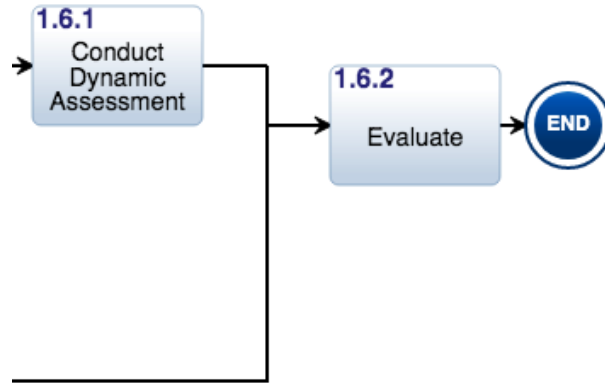 1.6.1
Conduct
Dynamic
Assessment
1.6.2
Evaluate
END